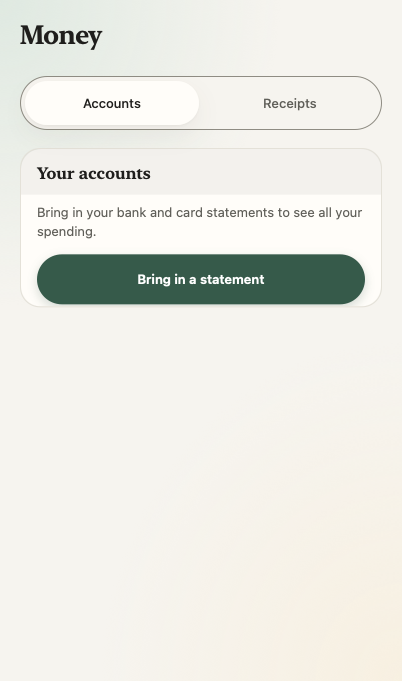 Money
Accounts
Receipts
Your accounts
Bring in your bank and card statements to see all your
spending.
Bring in a statement